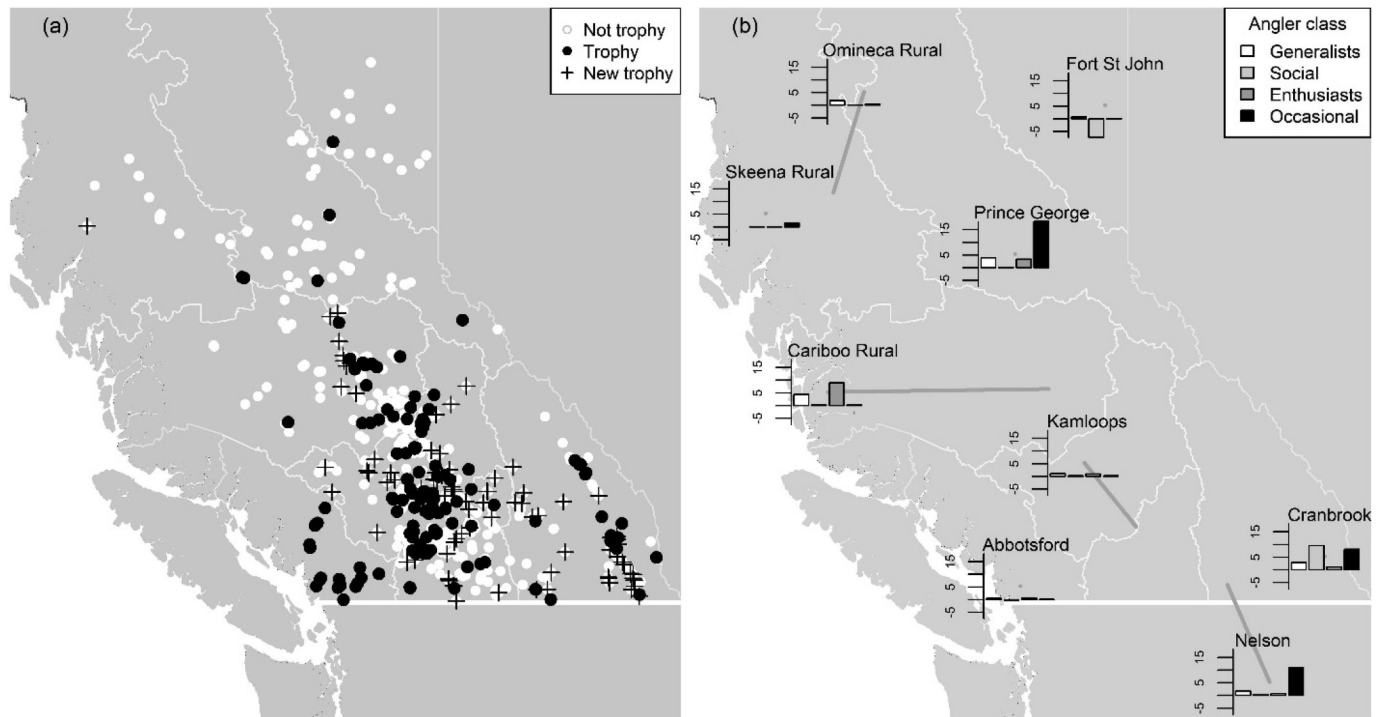 (a)
Not trophy
Trophy
New trophy
(b)
Angler class
Generalists
Social
Enthusiasts
Occasional
Omineca Rural
15
5
-5
Fort St John
15
5
-5
Skeena Rural
15
5
-5
Prince George
15
5
-5
Cariboo Rural
15
5
-5
Kamloops
15
5
-5
Cranbrook
15
5
-5
Abbotsford
15
5
-5
Nelson
15
5
-5